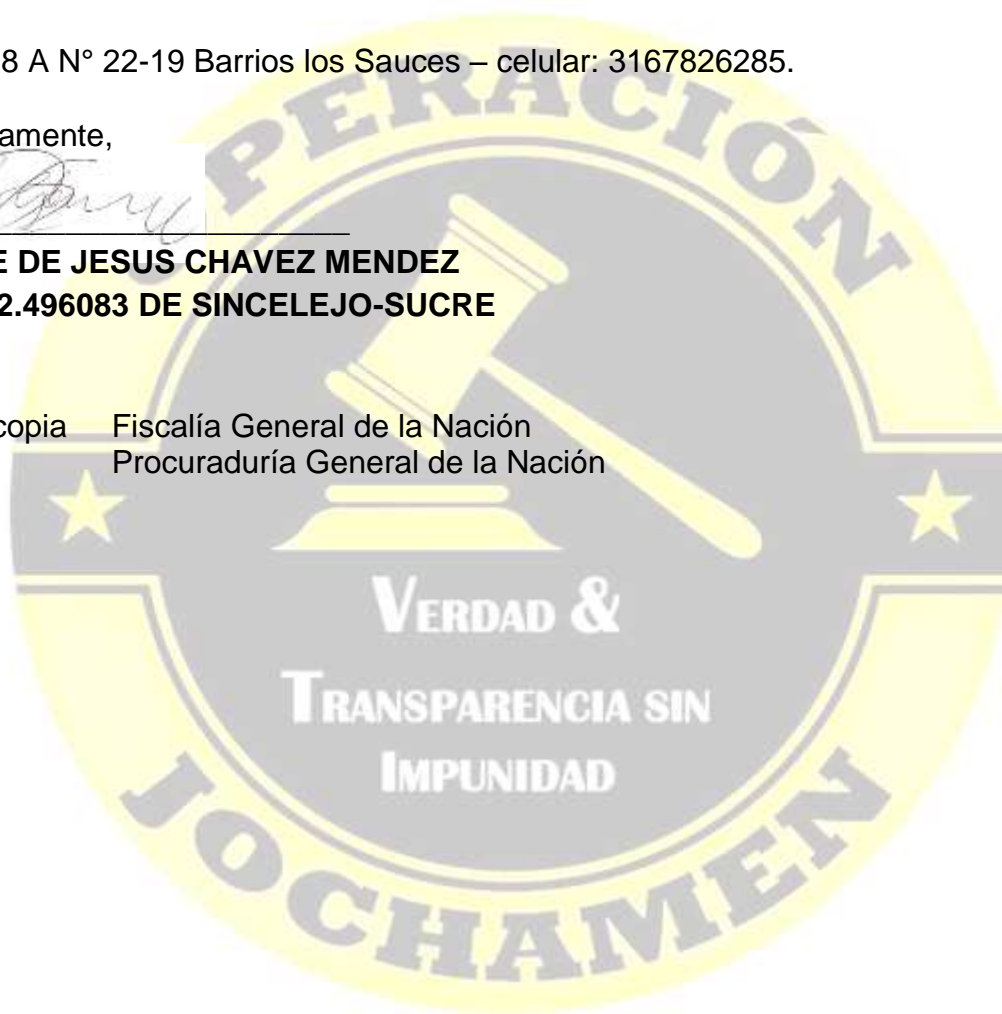 8 A N° 22-19 Barrios los Sauces – celular: 3167826285.
amente,
E DE JESUS CHAVEZ MENDEZ
2.496083 DE SINCELEJO-SUCRE
copia Fiscalía General de la Nación
Procuraduría General de la Nación
OPERACIÓN
VERDAD &
TRANSPARENCIA SIN
IMPUNIDAD
JOCHAMEN